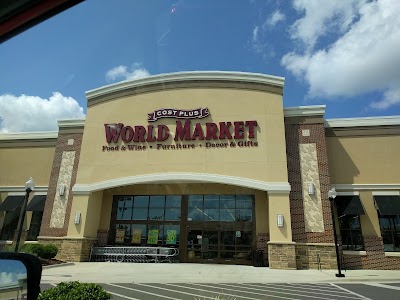 COST PLUS
WORLD MARKET
Food & Wine • Furniture • Decor & Gifts